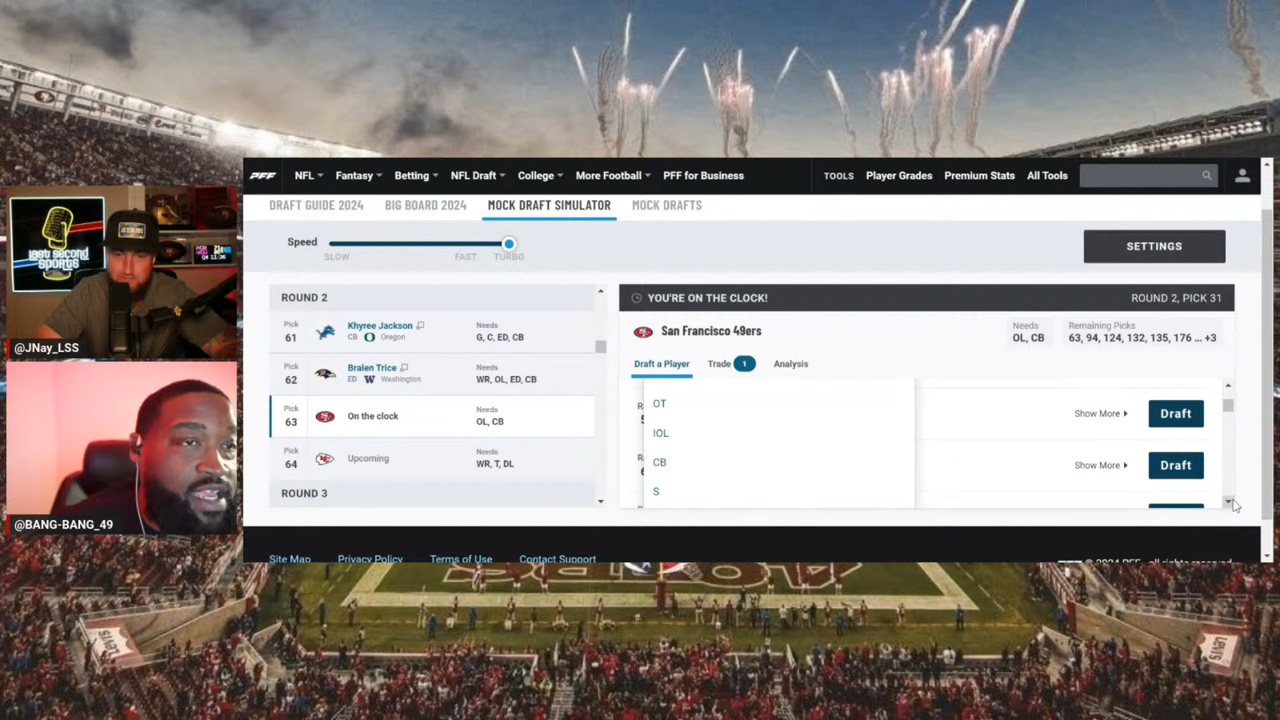 PFF
NFL
Fantasy
Betting
NFL Draft
College
More Football
PFF for Business
TOOLS
Player Grades
Premium Stats
All Tools
DRAFT GUIDE 2024
BIG BOARD 2024
MOCK DRAFT SIMULATOR
MOCK DRAFTS
Speed
SLOW
FAST
TURBO
SETTINGS
last second
sports
@JNay_LSS
@BANG-BANG_49
ROUND 2
Pick
61
Khyree Jackson
CB Oregon
Needs
G, C, ED, CB
Pick
62
Bralen Trice
ED Washington
Needs
WR, OL, ED, CB
Pick
63
On the clock
Needs
OL, CB
Pick
64
Upcoming
Needs
WR, T, DL
ROUND 3
YOU'RE ON THE CLOCK!
ROUND 2, PICK 31
San Francisco 49ers
Needs
OL, CB
Remaining Picks
63, 94, 124, 132, 135, 176 ... +3
Draft a Player
Trade 1
Analysis
OT
IOL
CB
S
Show More
Draft
Show More
Draft
Site Map
Privacy Policy
Terms of Use
Contact Support
LEVI'S
LEVI'S